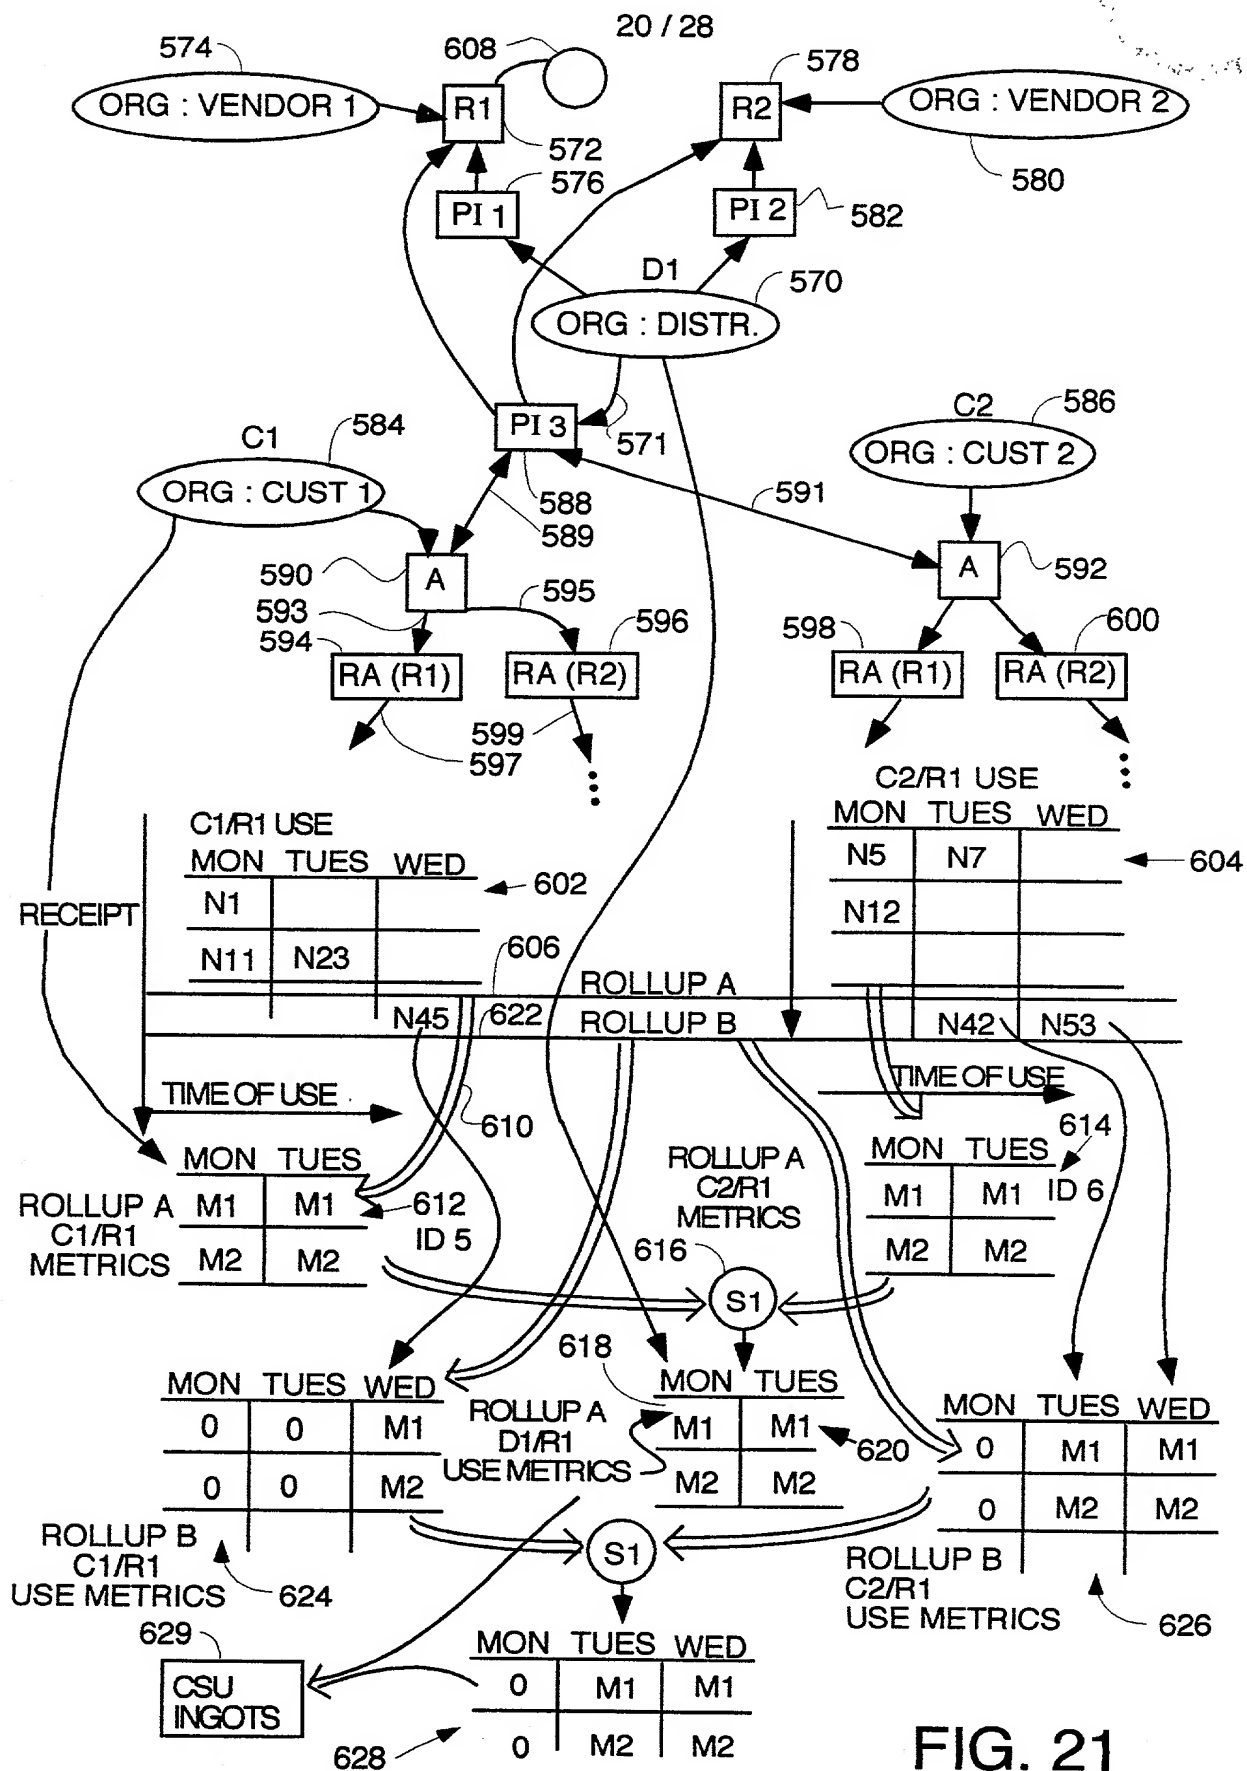 20 / 28
574
608
578
ORG : VENDOR 1
R1
R2
ORG : VENDOR 2
572
576
580
PI 1
PI 2
582
D1
570
ORG : DISTR.
C1
584
PI 3
571
C2
586
ORG : CUST 1
588
589
591
ORG : CUST 2
590
A
595
A
592
593
594
596
598
600
RA (R1)
RA (R2)
RA (R1)
RA (R2)
599
597
C2/R1 USE
C1/R1 USE
MON TUES WED
MON TUES WED
N5 N7
604
602
RECEIPT
N1
N12
N11 N23
606
ROLLUP A
N45
622
ROLLUP B
N42 N53
TIME OF USE
TIME OF USE
610
614
MON TUES
ROLLUP A
C2/R1
METRICS
MON TUES
ROLLUP A
C1/R1
METRICS
M1 M1
612
ID 5
M1 M1
ID 6
M2 M2
616
M2 M2
S1
618
MON TUES WED
MON TUES
MON TUES WED
0 0 M1
ROLLUP A
D1/R1
USE METRICS
M1 M1
620
0 M1 M1
0 0 M2
M2 M2
0 M2 M2
ROLLUP B
C1/R1
USE METRICS
624
S1
ROLLUP B
C2/R1
USE METRICS
626
629
MON TUES WED
CSU
INGOTS
0 M1 M1
628
0 M2 M2
FIG. 21